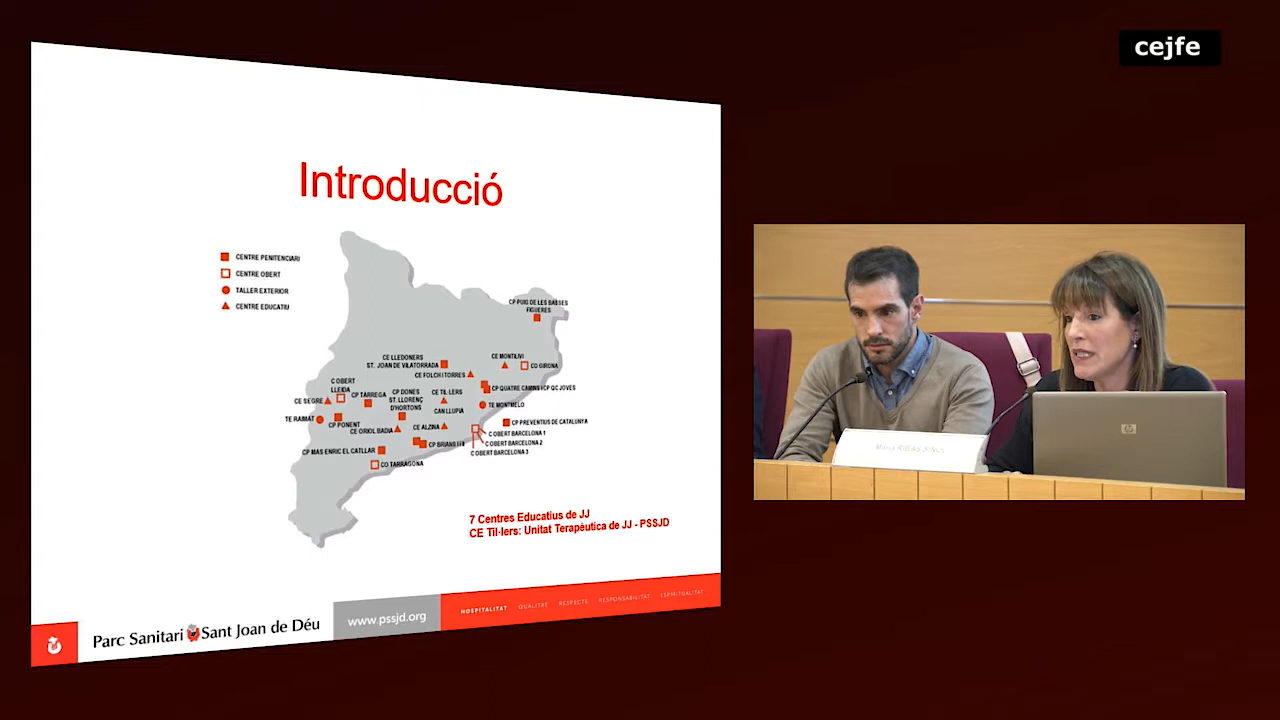 cejfe
Introducció
CENTRE PENITENCIARI
CENTRE OBERT
TALLER EXTERIOR
CENTRE EDUCATIU
CP PUIG DE LES BASSES
FIGUERES
CE LLEDONERS
ST. JOAN DE VILATORRADA
CE MONTILIVI
CO GIRONA
CE FOLCH I TORRES
C OBERT
LLEIDA
CP QUATRE CAMINS I CP QC JOVES
CE SEGRE
CP TÀRREGA
CP DONES
ST. LLORENÇ
D'HORTONS
CE TIL·LERS
CAN LLUPIA
TE MONTMELO
TE RAIMAT
CP PONENT
CE ORIOL BADIA
CE ALZINA
CP PREVENTIUS DE CATALUNYA
C OBERT BARCELONA 1
C OBERT BARCELONA 2
C OBERT BARCELONA 3
CP BRIANS I II
CP MAS ENRIC EL CATLLAR
CO TARRAGONA
7 Centres Educatius de JJ
CE Til·lers: Unitat Terapèutica de JJ - PSSJD
HOSPITALITAT QUALITAT RESPECTE RESPONSABILITAT ESPIRITUALITAT
www.pssjd.org
Parc Sanitari Sant Joan de Déu
hp